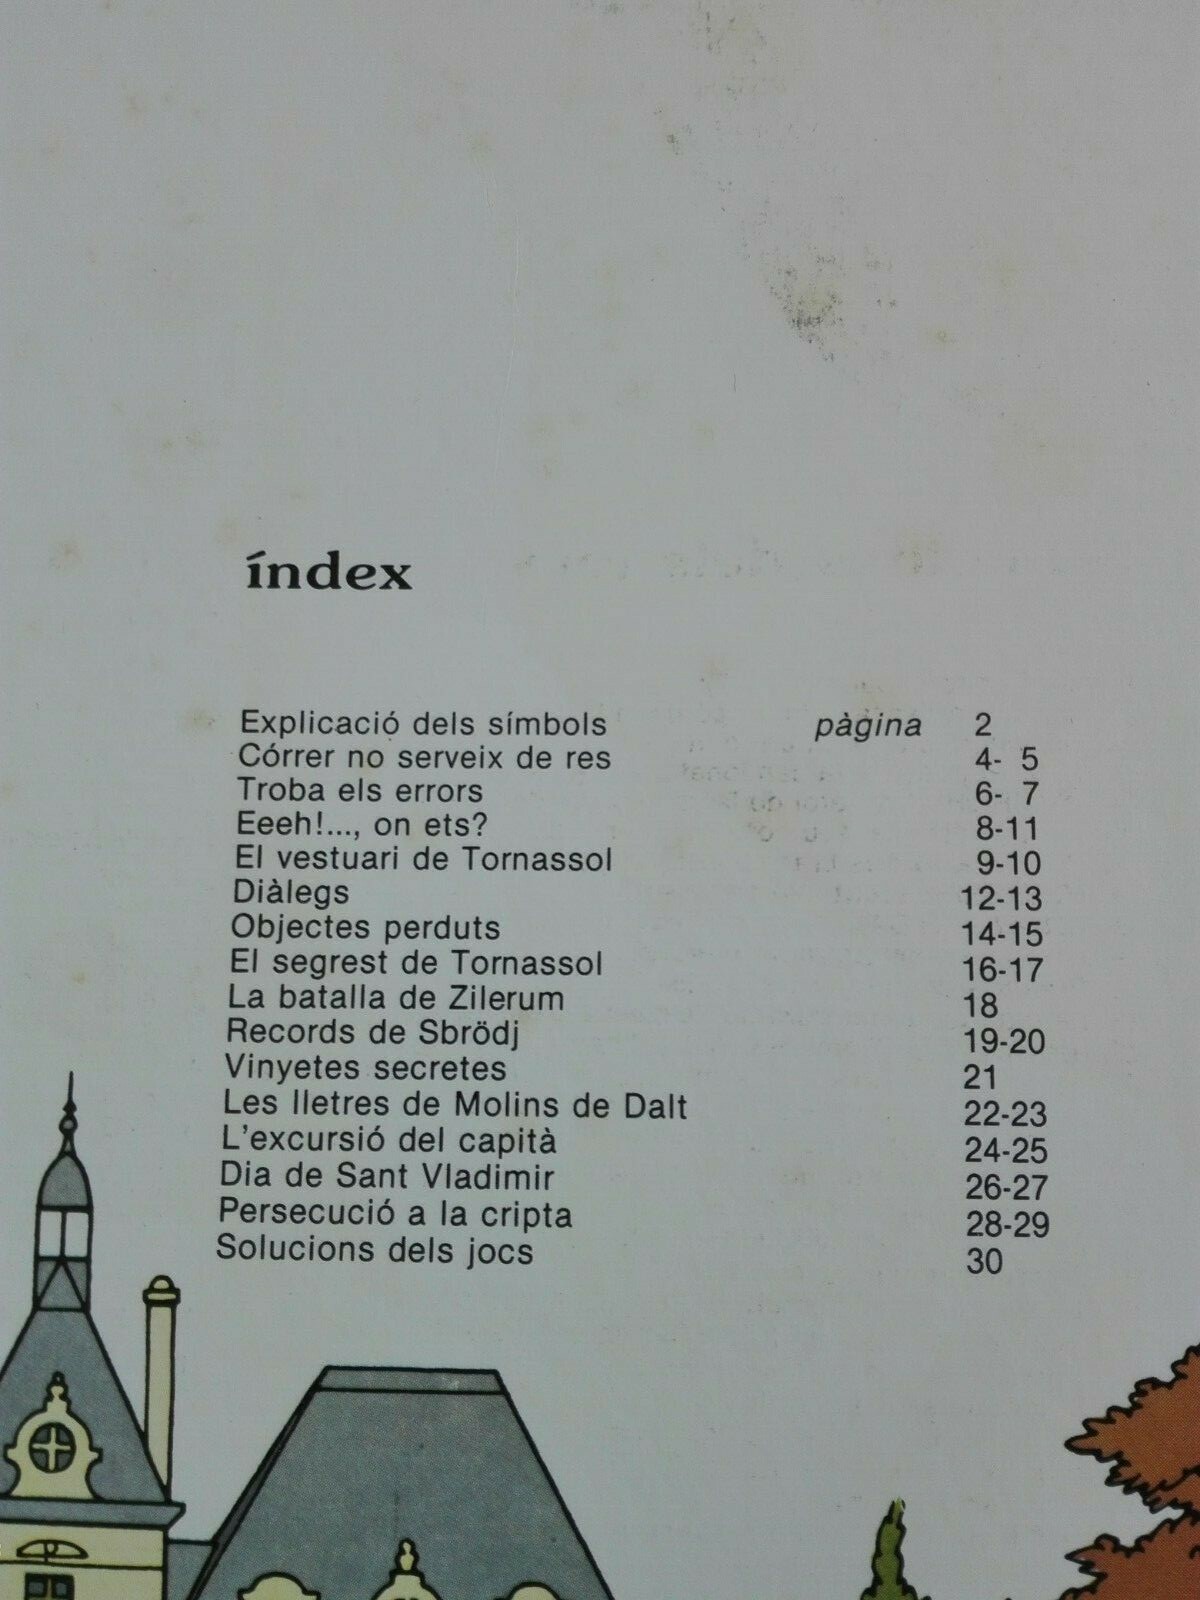 índex
Explicació dels símbols pàgina 2
Córrer no serveix de res 4- 5
Troba els errors 6- 7
Eeeh!..., on ets? 8-11
El vestuari de Tornassol 9-10
Diàlegs 12-13
Objectes perduts 14-15
El segrest de Tornassol 16-17
La batalla de Zilerum 18
Records de Sbrödj 19-20
Vinyetes secretes 21
Les lletres de Molins de Dalt 22-23
L'excursió del capità 24-25
Dia de Sant Vladimir 26-27
Persecució a la cripta 28-29
Solucions dels jocs 30